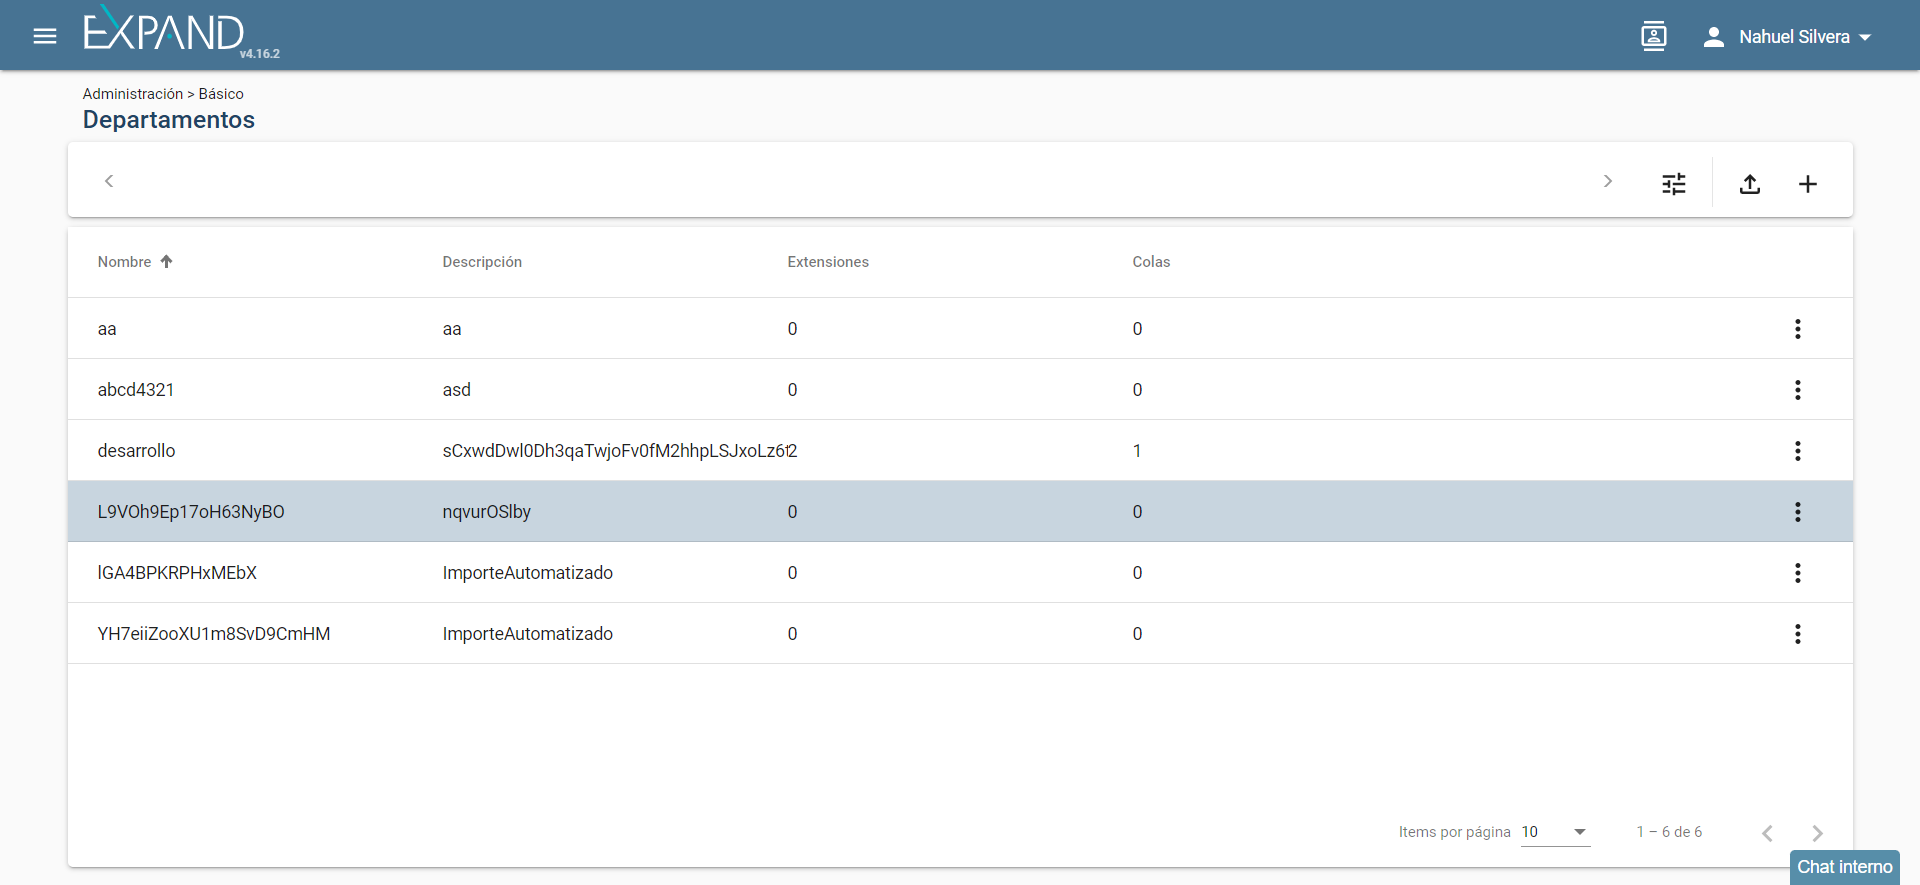 EXPAND
v4.16.2
Nahuel Silvera
Administración > Básico
Departamentos
Nombre Descripción Extensiones Colas
aa aa 0 0
abcd4321 asd 0 0
desarrollo sCxwdDwl0Dh3qaTwjoFv0fM2hhpLSJxoLz6 2 1
L9VOh9Ep17oH63NyBO nqvurOSlby 0 0
lGA4BPKRPHxMEbX ImporteAutomatizado 0 0
YH7eiiZooXU1m8SvD9CmHM ImporteAutomatizado 0 0
Items por página 10 1 – 6 de 6
Chat interno